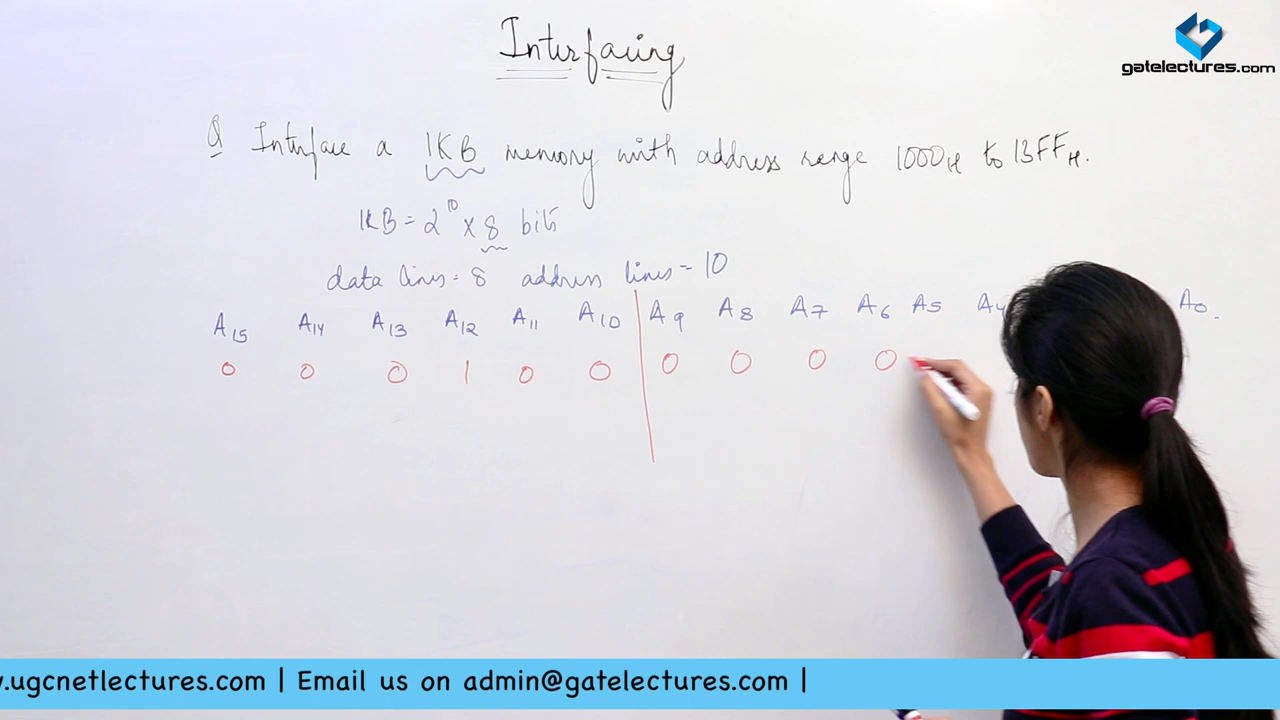 gatelectures.com
Interfacing
Q Interface a 1KB memory with address range 1000H to 13FFH.
1KB = 2^10 x 8 bits
data lines = 8 address lines = 10
A15 A14 A13 A12 A11 A10 A9 A8 A7 A6 A5 A4 A0.
0 0 0 1 0 0 0 0 0 0
.ugcnetlectures.com | Email us on admin@gatelectures.com |